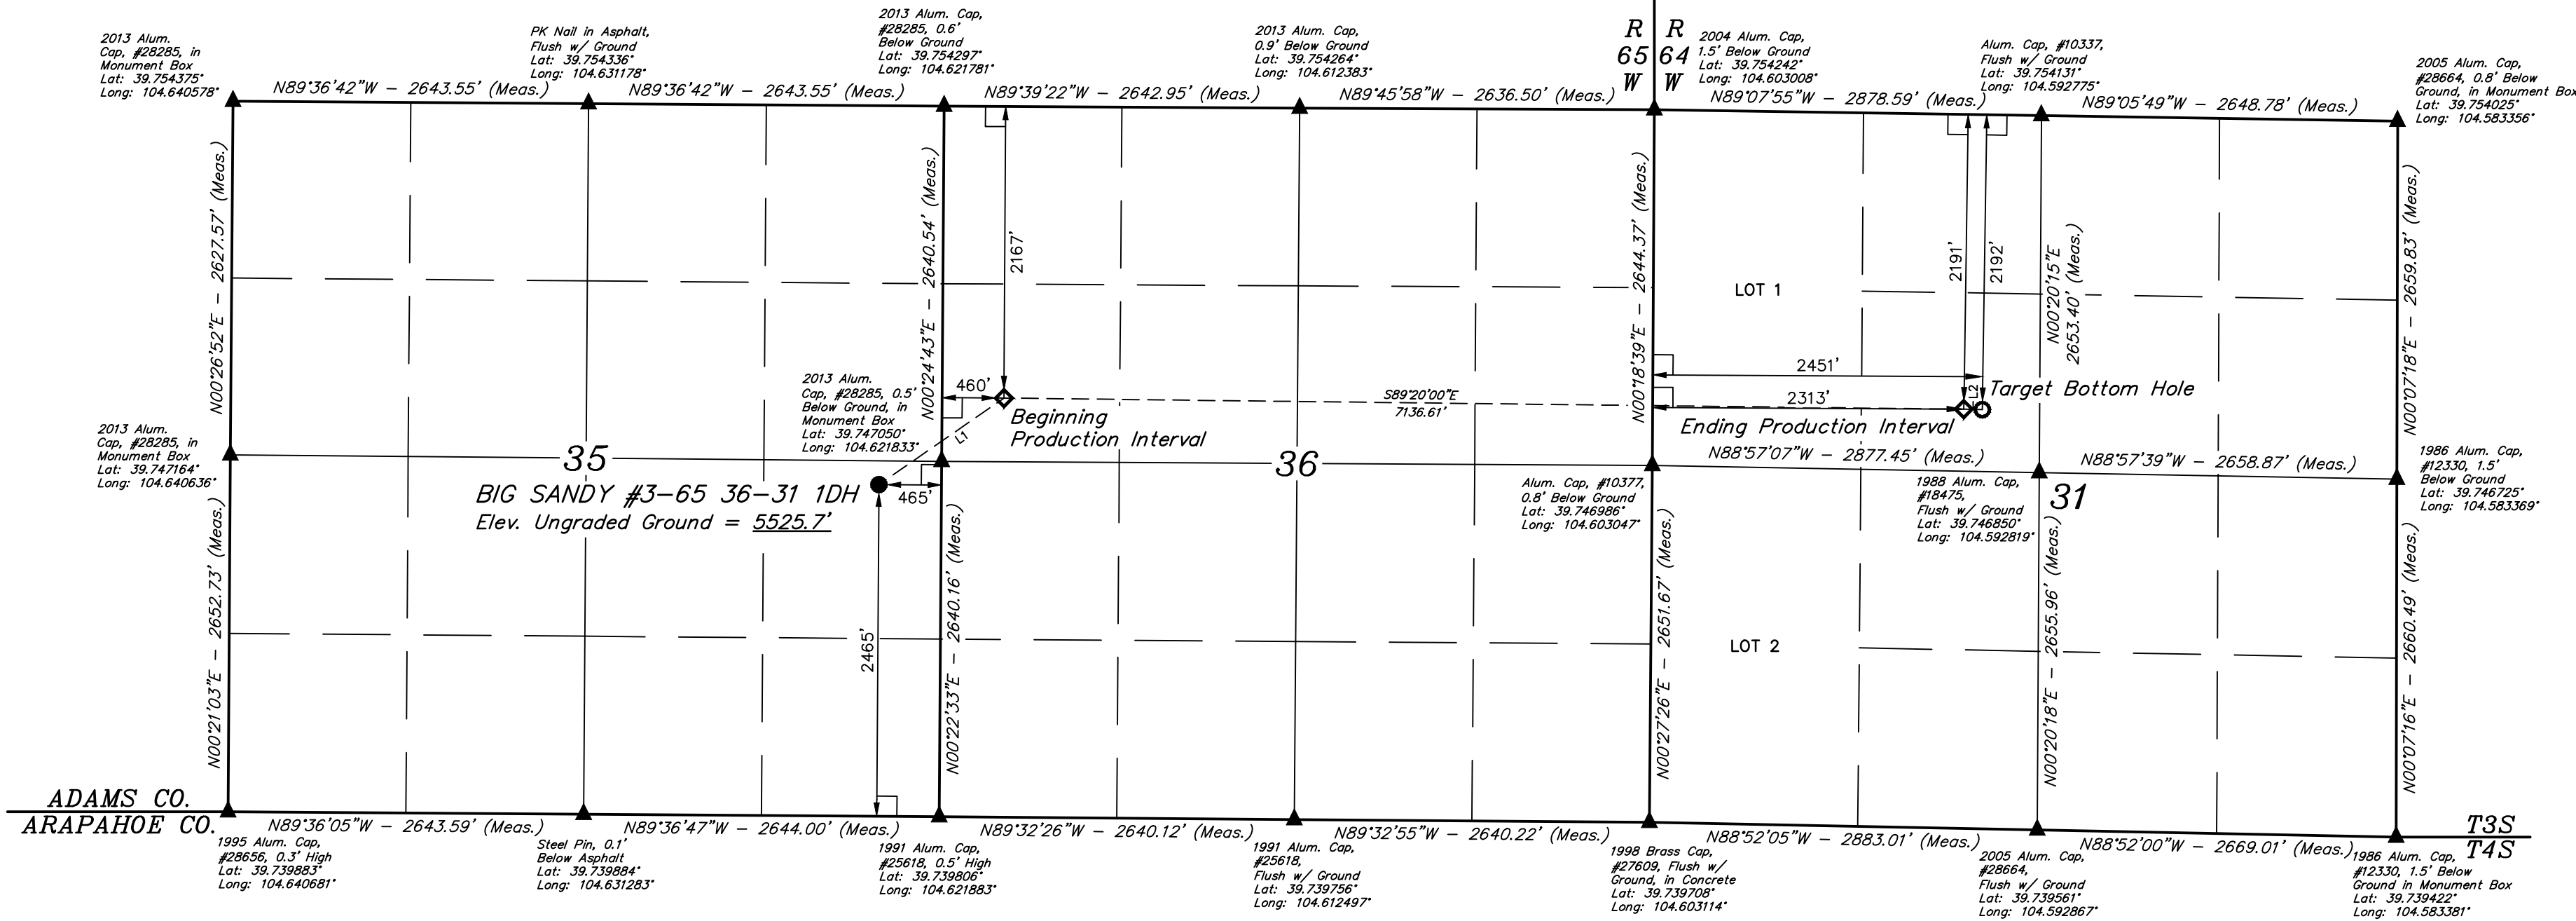 2013 Alum.
Cap, #28285, in
Monument Box
Lat: 39.754375°
Long: 104.640578°
PK Nail in Asphalt,
Flush w/ Ground
Lat: 39.754336°
Long: 104.631178°
2013 Alum. Cap,
#28285, 0.6'
Below Ground
Lat: 39.754297°
Long: 104.621781°
2013 Alum. Cap,
0.9' Below Ground
Lat: 39.754264°
Long: 104.612383°
R R
65 64
W W
2004 Alum. Cap,
1.5' Below Ground
Lat: 39.754242°
Long: 104.603008°
Alum. Cap, #10337,
Flush w/ Ground
Lat: 39.754131°
Long: 104.592775°
2005 Alum. Cap,
#28664, 0.8' Below
Ground, in Monument Box
Lat: 39.754025°
Long: 104.583356°
N89°36'42"W - 2643.55' (Meas.)
N89°36'42"W - 2643.55' (Meas.)
N89°39'22"W - 2642.95' (Meas.)
N89°45'58"W - 2636.50' (Meas.)
N89°07'55"W - 2878.59' (Meas.)
N89°05'49"W - 2648.78' (Meas.)
N00°26'52"E - 2627.57' (Meas.)
N00°24'43"E - 2640.54' (Meas.)
2167'
N00°18'39"E - 2644.37' (Meas.)
LOT 1
2191'
2192'
N00°20'15"E
2653.40' (Meas.)
N00°07'18"E - 2659.83' (Meas.)
2013 Alum.
Cap, #28285, 0.5'
Below Ground, in
Monument Box
Lat: 39.747050°
Long: 104.621833°
460'
L1
Beginning
Production Interval
S89°20'00"E
7136.61'
2451'
2313'
L2
Target Bottom Hole
Ending Production Interval
2013 Alum.
Cap, #28285, in
Monument Box
Lat: 39.747164°
Long: 104.640636°
35
36
N88°57'07"W - 2877.45' (Meas.)
N88°57'39"W - 2658.87' (Meas.)
1986 Alum. Cap,
#12330, 1.5'
Below Ground
Lat: 39.746725°
Long: 104.583369°
BIG SANDY #3-65 36-31 1DH
Elev. Ungraded Ground = 5525.7'
465'
Alum. Cap, #10377,
0.8' Below Ground
Lat: 39.746986°
Long: 104.603047°
1988 Alum. Cap,
#18475,
Flush w/ Ground
Lat: 39.746850°
Long: 104.592819°
31
N00°21'03"E - 2652.73' (Meas.)
2465'
N00°22'33"E - 2640.16' (Meas.)
N00°27'26"E - 2651.67' (Meas.)
LOT 2
N00°20'18"E - 2655.96' (Meas.)
N00°07'16"E - 2660.49' (Meas.)
ADAMS CO.
ARAPAHOE CO.
N89°36'05"W - 2643.59' (Meas.)
N89°36'47"W - 2644.00' (Meas.)
N89°32'26"W - 2640.12' (Meas.)
N89°32'55"W - 2640.22' (Meas.)
N88°52'05"W - 2883.01' (Meas.)
N88°52'00"W - 2669.01' (Meas.)
T3S
T4S
1995 Alum. Cap,
#28656, 0.3' High
Lat: 39.739883°
Long: 104.640681°
Steel Pin, 0.1'
Below Asphalt
Lat: 39.739884°
Long: 104.631283°
1991 Alum. Cap,
#25618, 0.5' High
Lat: 39.739806°
Long: 104.621883°
1991 Alum. Cap,
#25618,
Flush w/ Ground
Lat: 39.739756°
Long: 104.612497°
1998 Brass Cap,
#27609, Flush w/
Ground, in Concrete
Lat: 39.739708°
Long: 104.603114°
2005 Alum. Cap,
#28664,
Flush w/ Ground
Lat: 39.739561°
Long: 104.592867°
1986 Alum. Cap,
#12330, 1.5' Below
Ground in Monument Box
Lat: 39.739422°
Long: 104.583381°